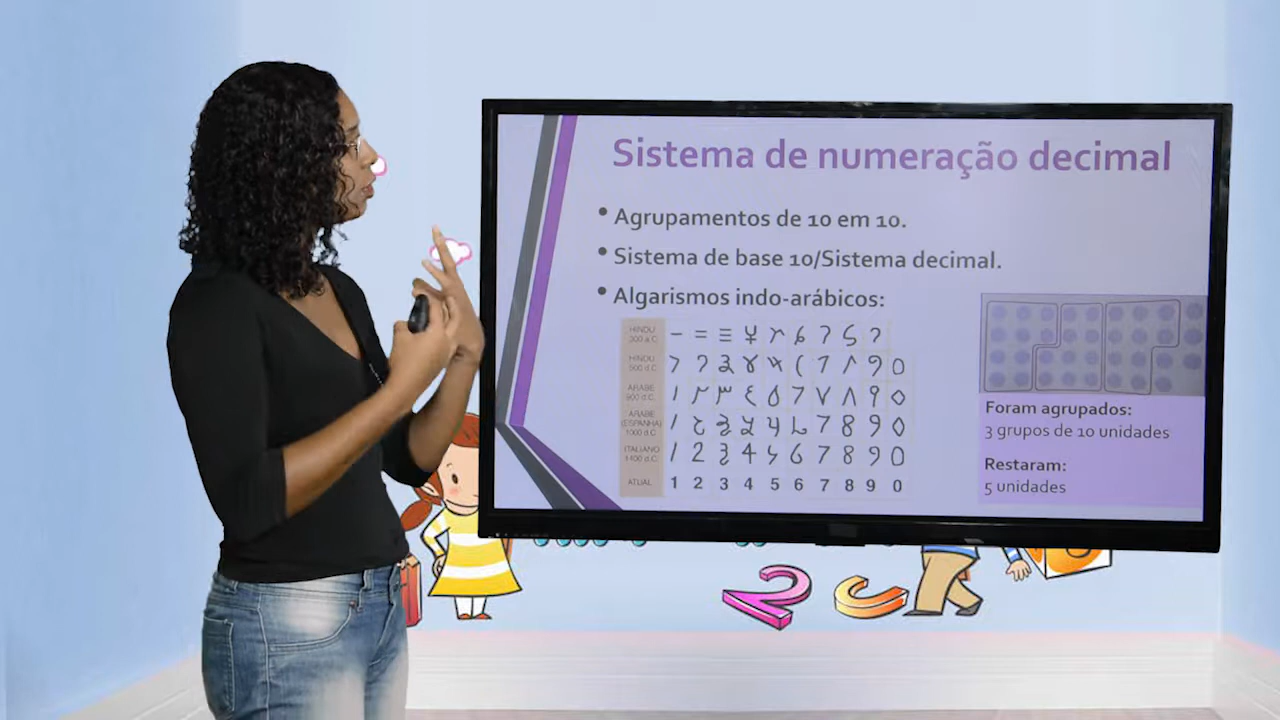 Sistema de numeração decimal
• Agrupamentos de 10 em 10.
• Sistema de base 10/Sistema decimal.
• Algarismos indo-arábicos:
HINDU
300 a.C.
HINDU
500 d.C.
ÁRABE
900 d.C.
ÁRABE
(ESPANHA)
1000 d.C.
ITALIANO
1400 d.C.
ATUAL 1 2 3 4 5 6 7 8 9 0
Foram agrupados:
3 grupos de 10 unidades
Restaram:
5 unidades